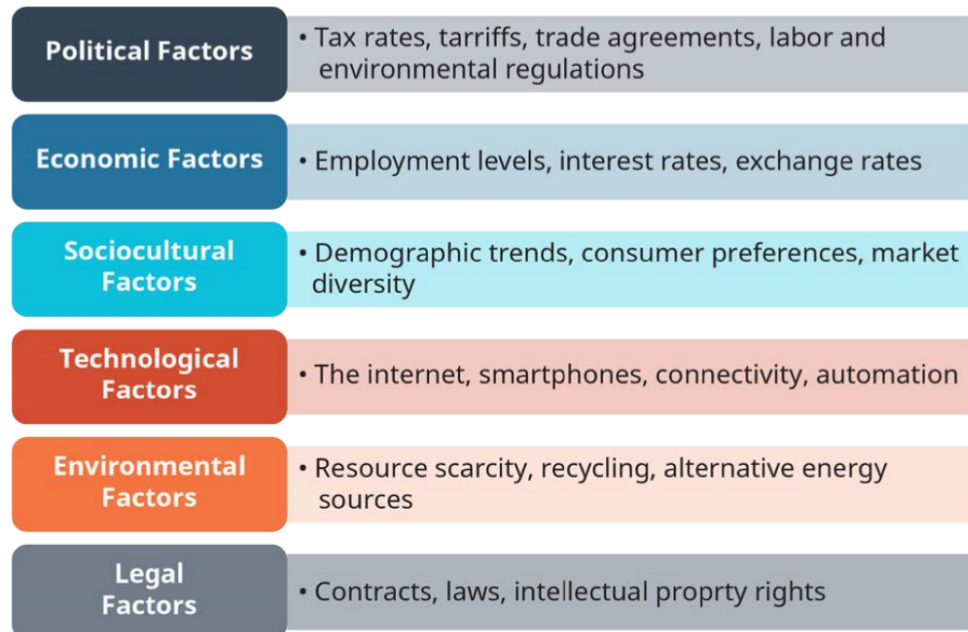 Political Factors
• Tax rates, tarriffs, trade agreements, labor and
environmental regulations
Economic Factors
• Employment levels, interest rates, exchange rates
Sociocultural
Factors
• Demographic trends, consumer preferences, market
diversity
Technological
Factors
• The internet, smartphones, connectivity, automation
Environmental
Factors
• Resource scarcity, recycling, alternative energy
sources
Legal
Factors
• Contracts, laws, intellectual proprty rights